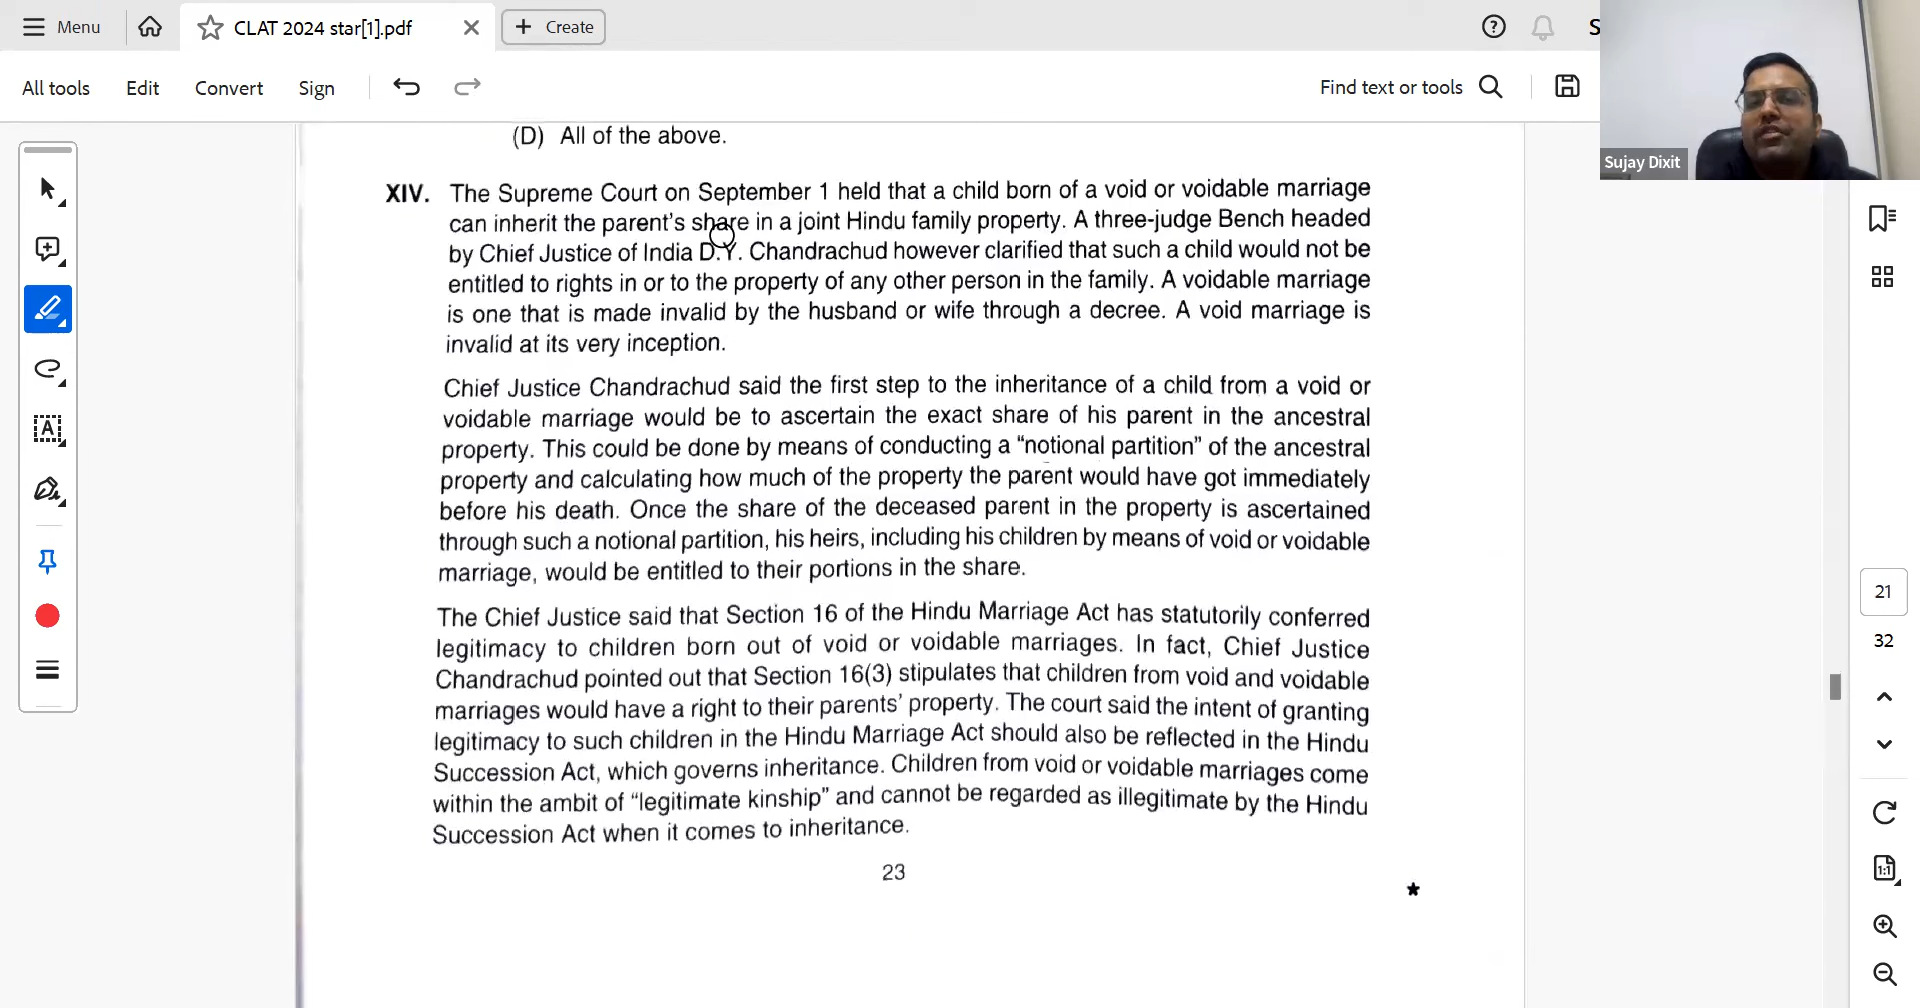 Menu
CLAT 2024 star[1].pdf
Create
S
All tools
Edit
Convert
Sign
Find text or tools
Sujay Dixit
(D) All of the above.
XIV. The Supreme Court on September 1 held that a child born of a void or voidable marriage
can inherit the parent's share in a joint Hindu family property. A three-judge Bench headed
by Chief Justice of India D.Y. Chandrachud however clarified that such a child would not be
entitled to rights in or to the property of any other person in the family. A voidable marriage
is one that is made invalid by the husband or wife through a decree. A void marriage is
invalid at its very inception.
Chief Justice Chandrachud said the first step to the inheritance of a child from a void or
voidable marriage would be to ascertain the exact share of his parent in the ancestral
property. This could be done by means of conducting a “notional partition” of the ancestral
property and calculating how much of the property the parent would have got immediately
before his death. Once the share of the deceased parent in the property is ascertained
through such a notional partition, his heirs, including his children by means of void or voidable
marriage, would be entitled to their portions in the share.
The Chief Justice said that Section 16 of the Hindu Marriage Act has statutorily conferred
legitimacy to children born out of void or voidable marriages. In fact, Chief Justice
Chandrachud pointed out that Section 16(3) stipulates that children from void and voidable
marriages would have a right to their parents’ property. The court said the intent of granting
legitimacy to such children in the Hindu Marriage Act should also be reflected in the Hindu
Succession Act, which governs inheritance. Children from void or voidable marriages come
within the ambit of “legitimate kinship” and cannot be regarded as illegitimate by the Hindu
Succession Act when it comes to inheritance.
23
21
32
1:1
A